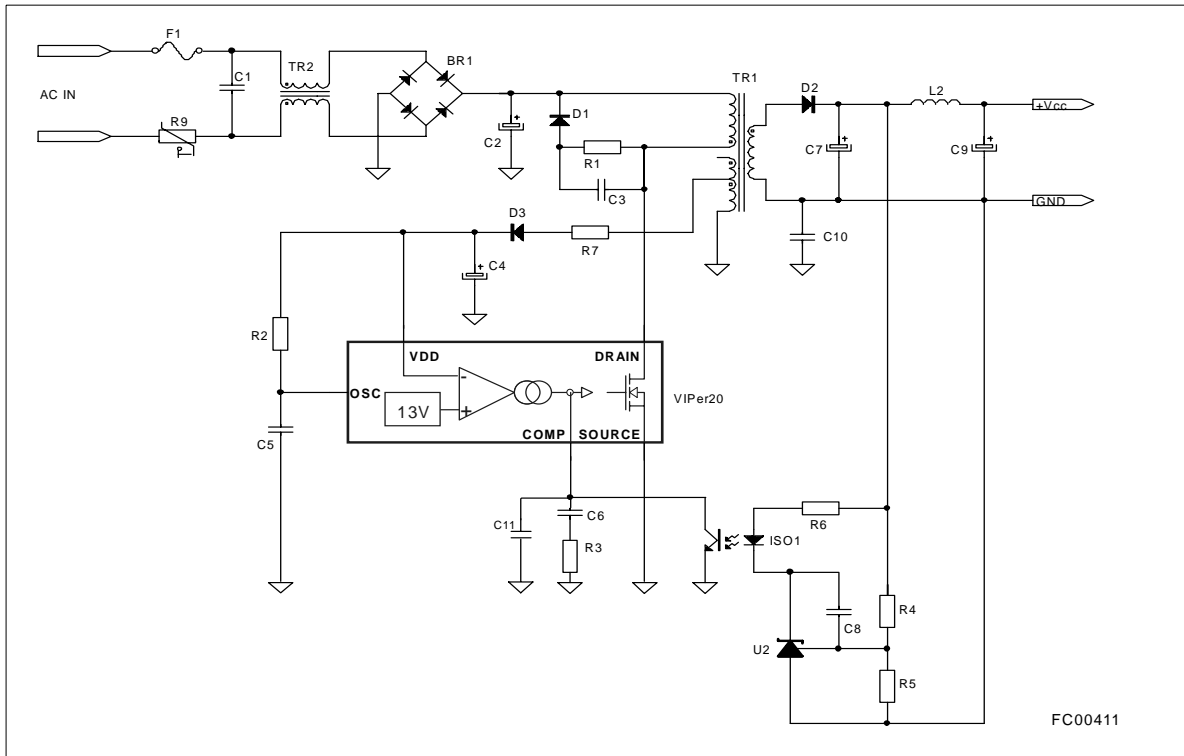 F1
BR1
TR2
TR1
D2
L2
C1
+Vcc
AC IN
D1
R9
C2
R1
C7
C9
T°
C3
GND
D3
C10
R7
C4
R2
VDD
DRAIN
OSC
-
13V
+
VIPer20
C5
COMP
SOURCE
C11
C6
R3
R6
ISO1
R4
C8
U2
R5
FC00411